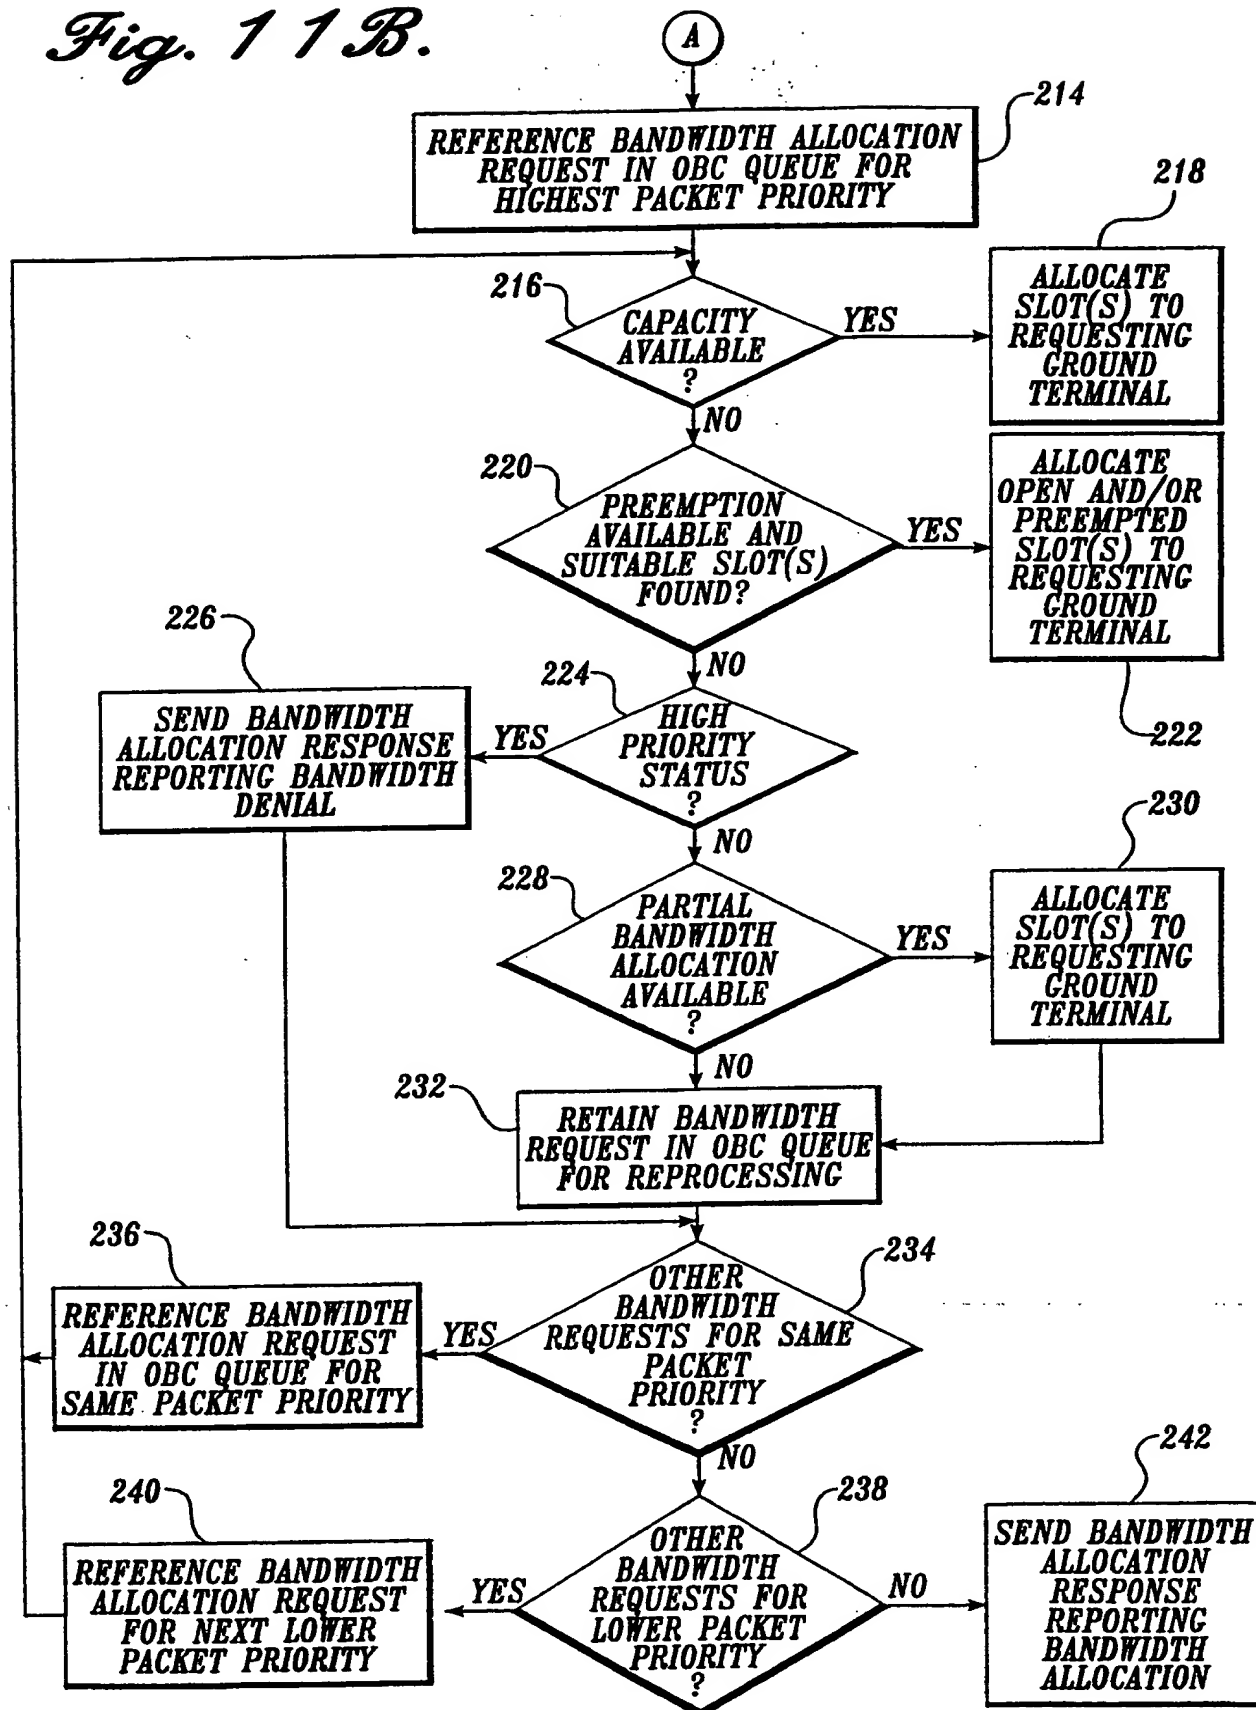 Fig. 11B.
A
214
REFERENCE BANDWIDTH ALLOCATION
REQUEST IN OBC QUEUE FOR
HIGHEST PACKET PRIORITY
218
216
CAPACITY
AVAILABLE
?
YES
ALLOCATE
SLOT(S) TO
REQUESTING
GROUND
TERMINAL
NO
220
PREEMPTION
AVAILABLE AND
SUITABLE SLOT(S)
FOUND?
YES
ALLOCATE
OPEN AND/OR
PREEMPTED
SLOT(S) TO
REQUESTING
GROUND
TERMINAL
222
NO
226
224
SEND BANDWIDTH
ALLOCATION RESPONSE
REPORTING BANDWIDTH
DENIAL
YES
HIGH
PRIORITY
STATUS
?
NO
230
228
PARTIAL
BANDWIDTH
ALLOCATION
AVAILABLE
?
YES
ALLOCATE
SLOT(S) TO
REQUESTING
GROUND
TERMINAL
NO
232
RETAIN BANDWIDTH
REQUEST IN OBC QUEUE
FOR REPROCESSING
236
234
REFERENCE BANDWIDTH
ALLOCATION REQUEST
IN OBC QUEUE FOR
SAME PACKET PRIORITY
YES
OTHER
BANDWIDTH
REQUESTS FOR SAME
PACKET
PRIORITY
?
NO
242
240
238
REFERENCE BANDWIDTH
ALLOCATION REQUEST
FOR NEXT LOWER
PACKET PRIORITY
YES
OTHER
BANDWIDTH
REQUESTS FOR
LOWER PACKET
PRIORITY
?
NO
SEND BANDWIDTH
ALLOCATION
RESPONSE
REPORTING
BANDWIDTH
ALLOCATION